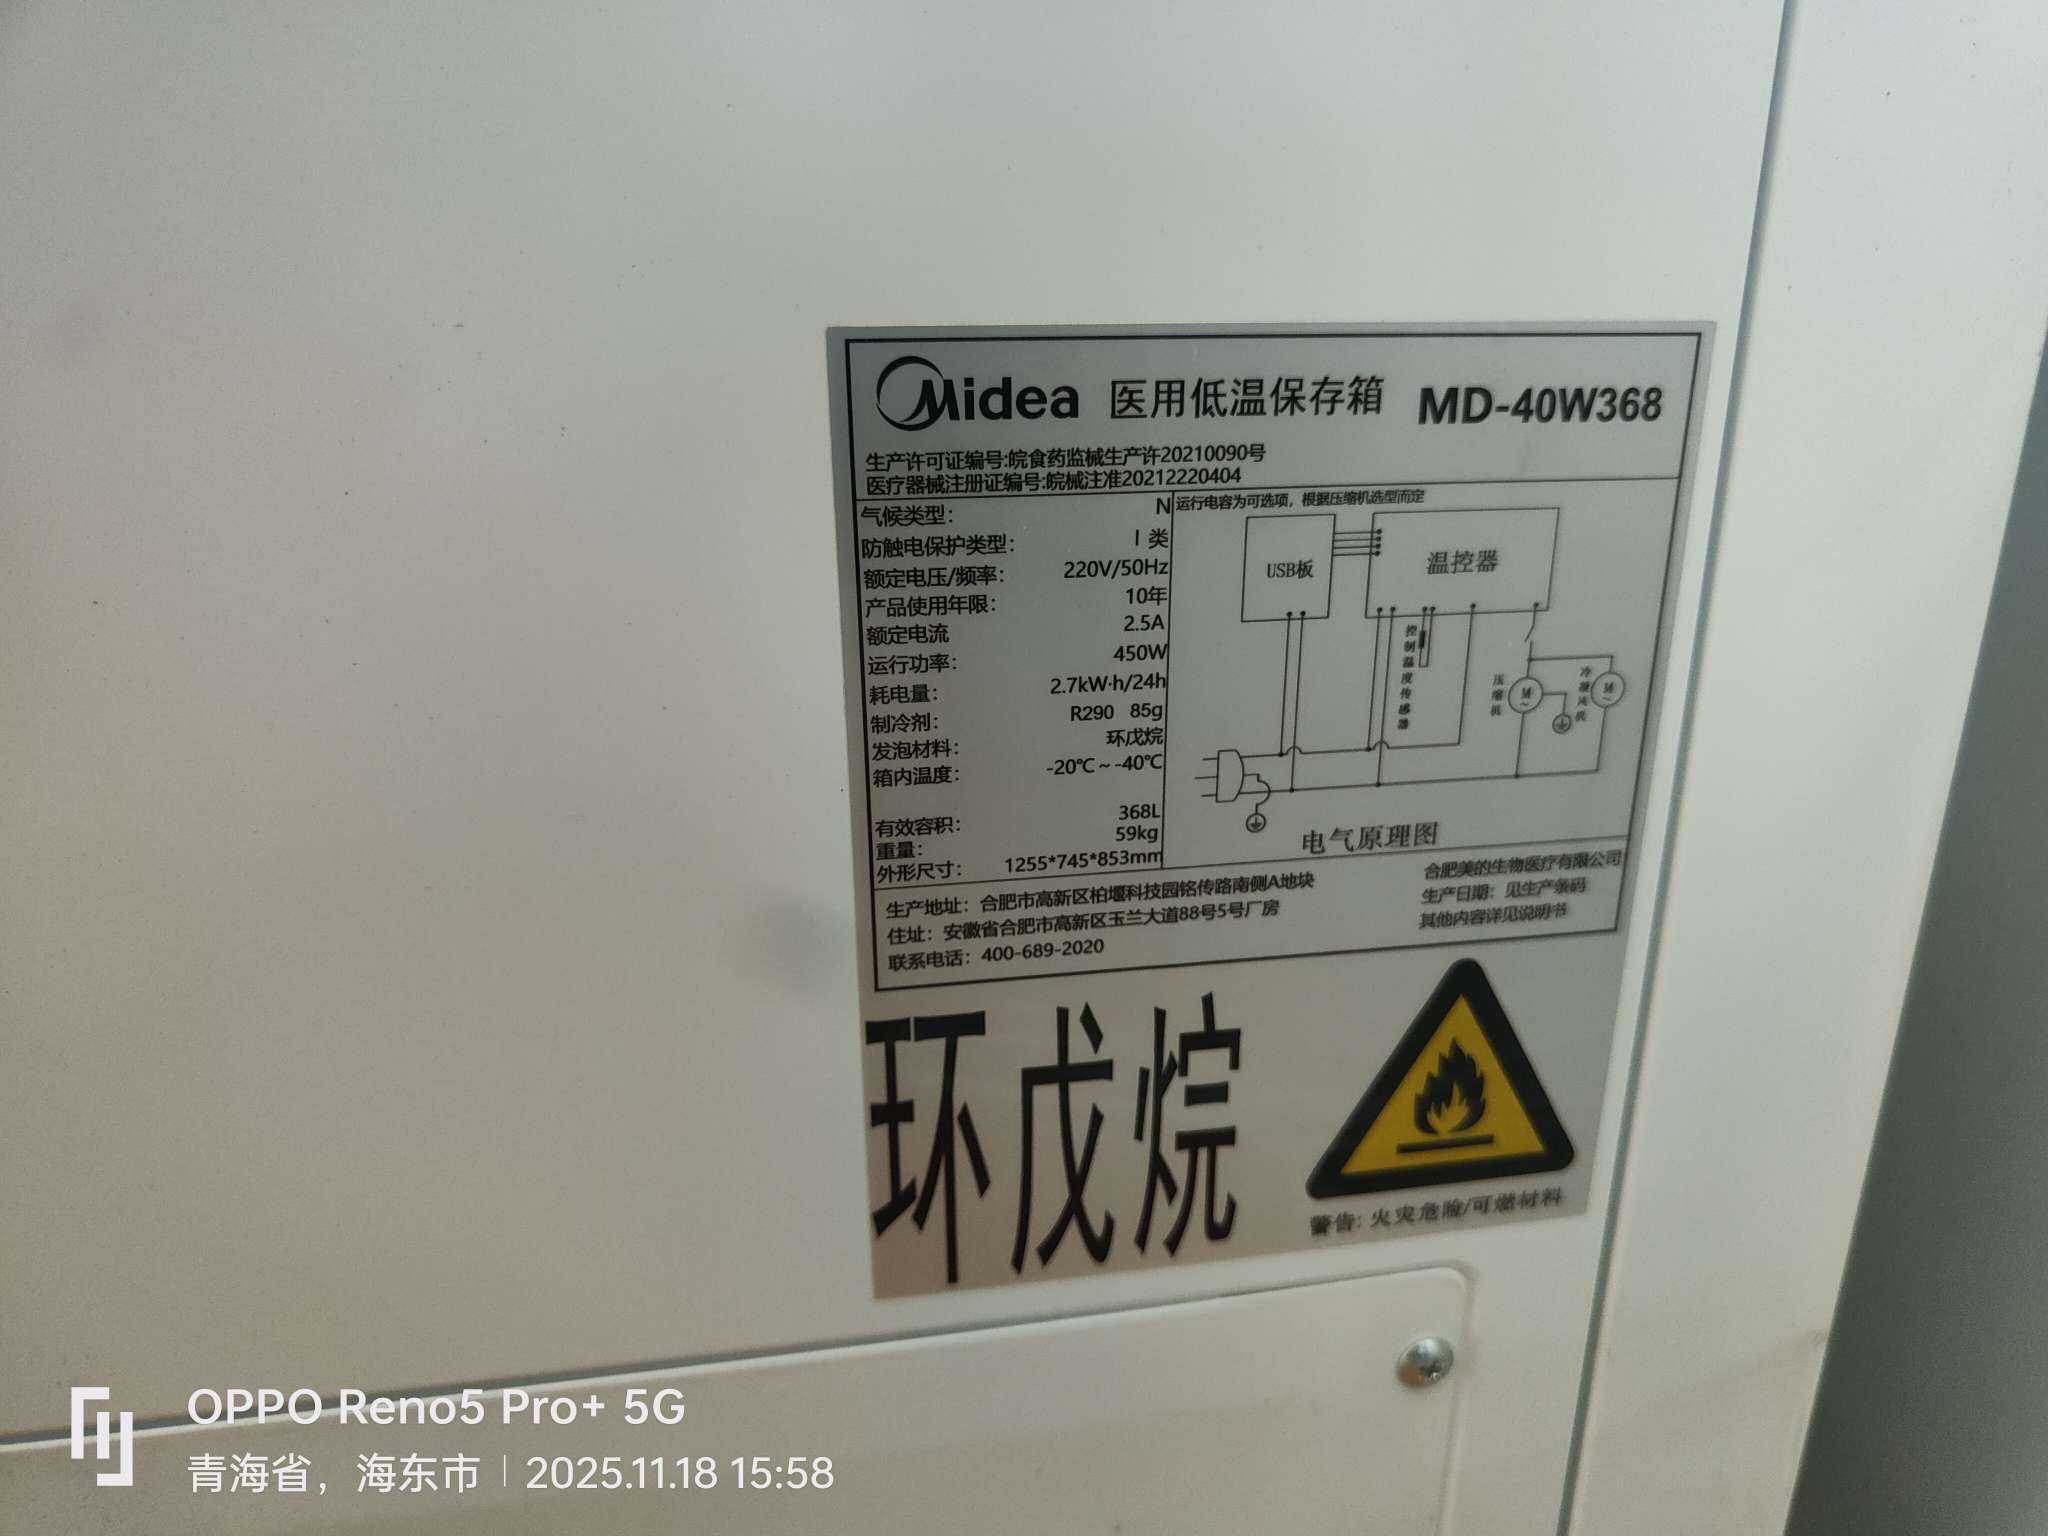 Midea 医用低温保存箱 MD-40W368
生产许可证编号:皖食药监械生产许20210090号
医疗器械注册证编号:皖械注准20212220404
气候类型: N
防触电保护类型: I 类
额定电压/频率: 220V/50Hz
产品使用年限: 10年
额定电流 2.5A
运行功率: 450W
耗电量: 2.7kW·h/24h
制冷剂: R290 85g
发泡材料: 环戊烷
箱内温度: -20℃~-40℃
有效容积: 368L
重量: 59kg
外形尺寸: 1255*745*853mm
运行电容为可选项，根据压缩机选型而定
USB板
温控器
控制温度传感器
压缩机
M
~
冷凝风机
M
~
电气原理图
生产地址：合肥市高新区柏堰科技园铭传路南侧A地块
住址：安徽省合肥市高新区玉兰大道88号5号厂房
联系电话：400-689-2020
合肥美的生物医疗有限公司
生产日期：见生产条码
其他内容详见说明书
环戊烷
警告: 火灾危险/可燃材料
OPPO Reno5 Pro+ 5G
青海省，海东市 | 2025.11.18 15:58